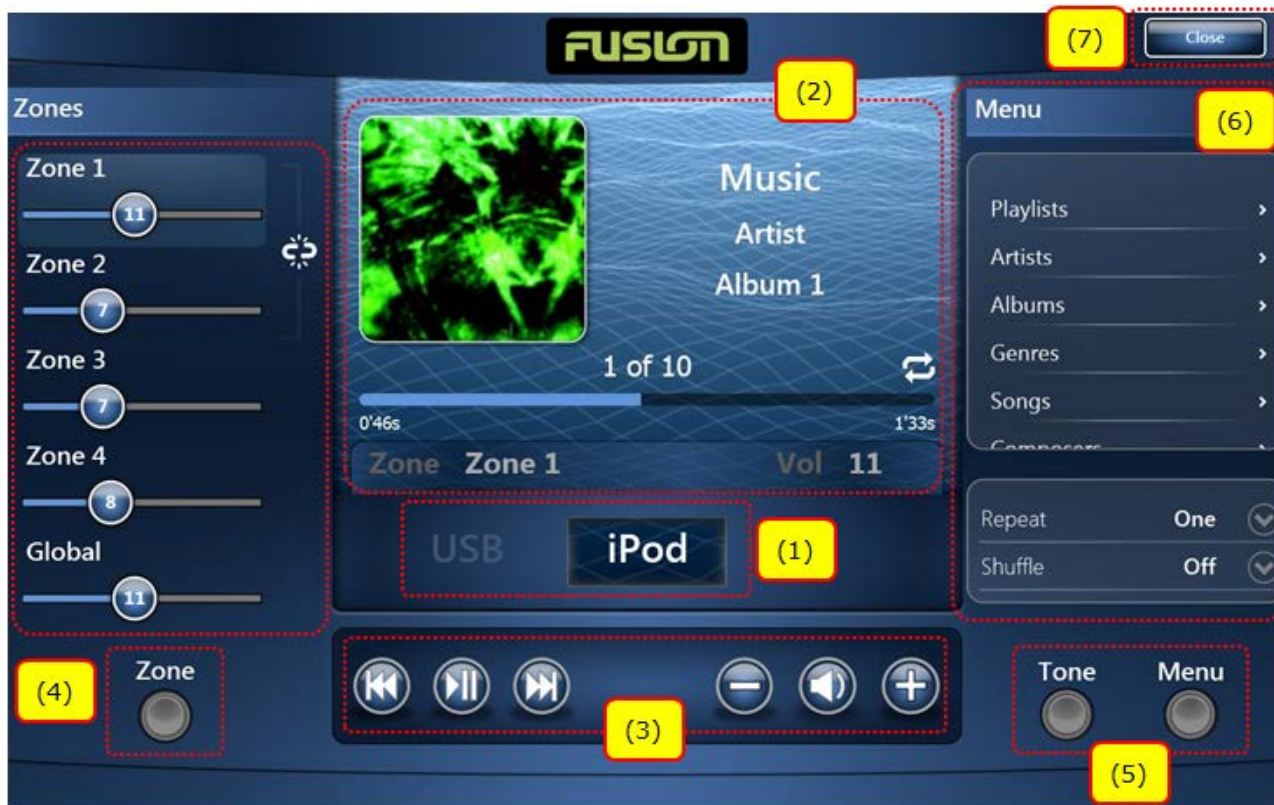 FUSION
(7)
Close
Zones
(2)
Menu
(6)
Zone 1
11
Music
Artist
Album 1
Playlists
Artists
Albums
Genres
Songs
Composers
Zone 2
7
Zone 3
7
1 of 10
0'46s
1'33s
Zone 4
8
Zone Zone 1 Vol 11
Global
11
USB
iPod
(1)
Repeat One
Shuffle Off
(4)
Zone
(3)
Tone
Menu
(5)